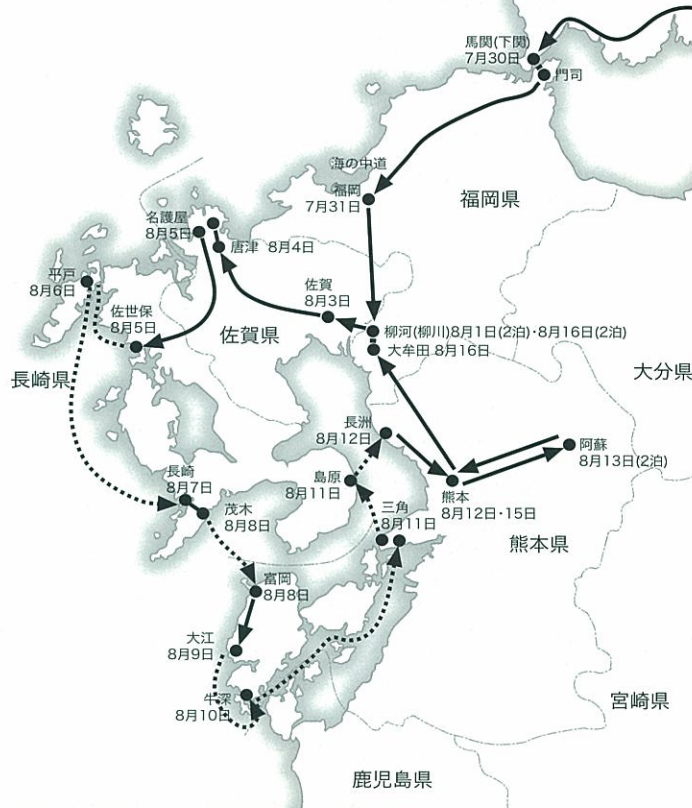 馬関(下関)
7月30日
門司
海の中道
福岡
7月31日
福岡県
名護屋
8月5日
唐津 8月4日
平戸
8月6日
佐世保
8月5日
佐賀
8月3日
佐賀県
柳河(柳川)8月1日(2泊)・8月16日(2泊)
大牟田 8月16日
大分県
長崎県
長洲
8月12日
阿蘇
8月13日(2泊)
長崎
8月7日
島原
8月11日
熊本
8月12日・15日
茂木
8月8日
三角
8月11日
熊本県
富岡
8月8日
大江
8月9日
牛深
8月10日
宮崎県
鹿児島県